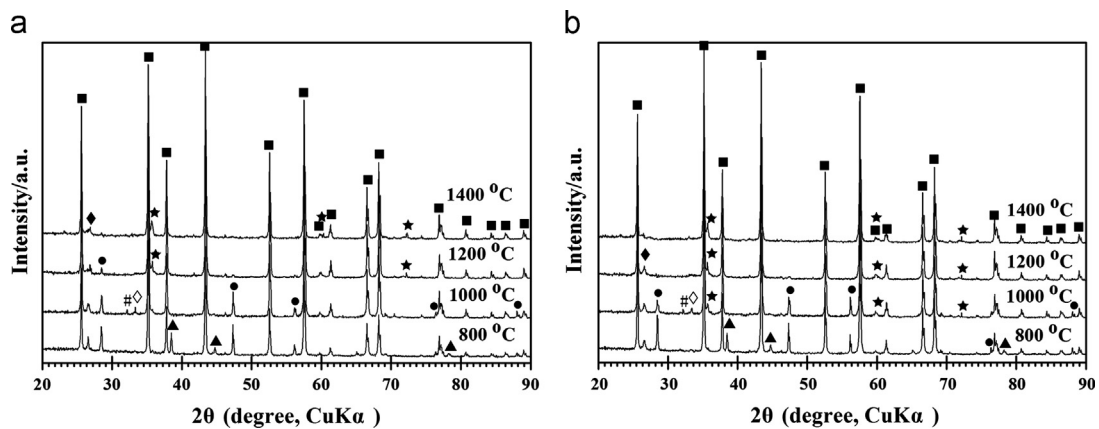 a
Intensity/a.u.
1400 °C
1200 °C
1000 °C
800 °C
#
20 30 40 50 60 70 80 90
2θ (degree, CuKα )
b
Intensity/a.u.
1400 °C
1200 °C
1000 °C
800 °C
#
20 30 40 50 60 70 80 90
2θ (degree, CuKα )